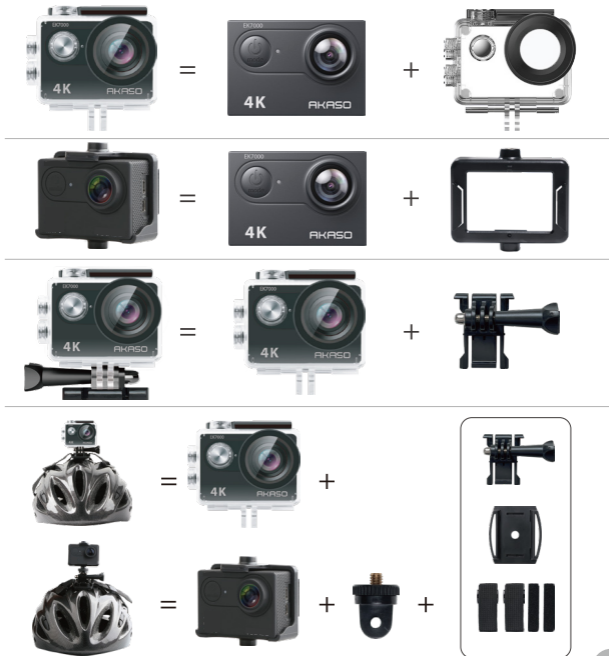 EK7000
4K AKASO
=
EK7000
4K AKASO
+
=
EK7000
4K AKASO
+
EK7000
4K AKASO
=
EK7000
4K AKASO
+
=
EK7000
4K AKASO
+
=
+
+